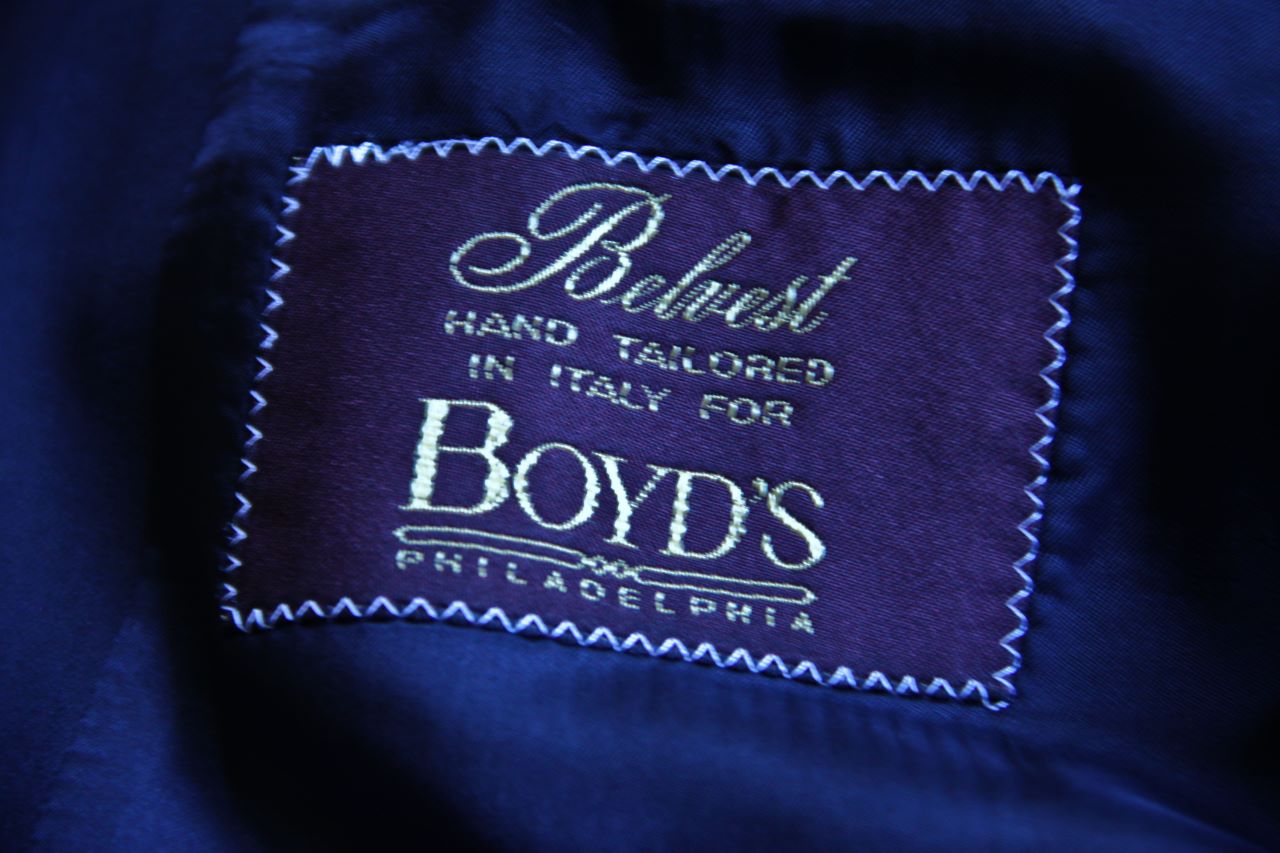 Belvest
HAND TAILORED
IN ITALY FOR
BOYD'S
PHILADELPHIA